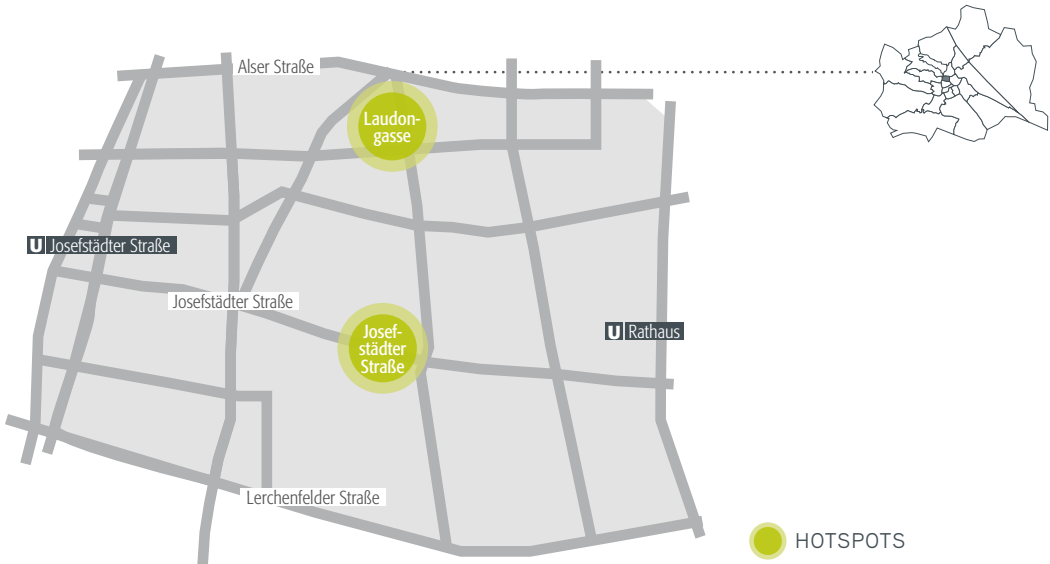 Alser Straße
Laudon-
gasse
U Josefstädter Straße
Josefstädter Straße
Josef-
städter
Straße
U Rathaus
Lerchenfelder Straße
HOTSPOTS